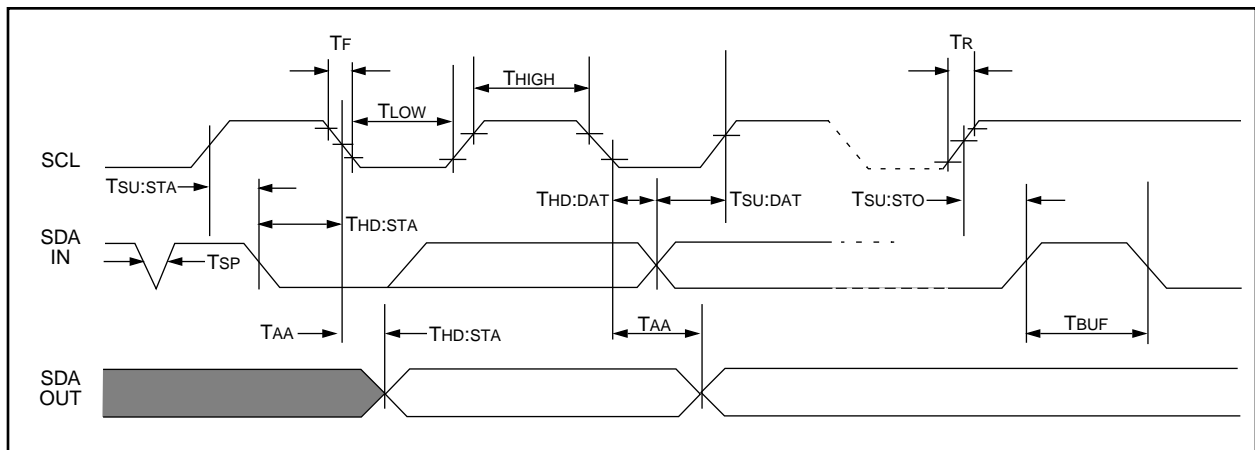 TF
TR
THIGH
TLOW
SCL
TSU:STA
THD:DAT
TSU:DAT
TSU:STO
THD:STA
SDA
IN
TSP
TAA
THD:STA
TAA
TBUF
SDA
OUT